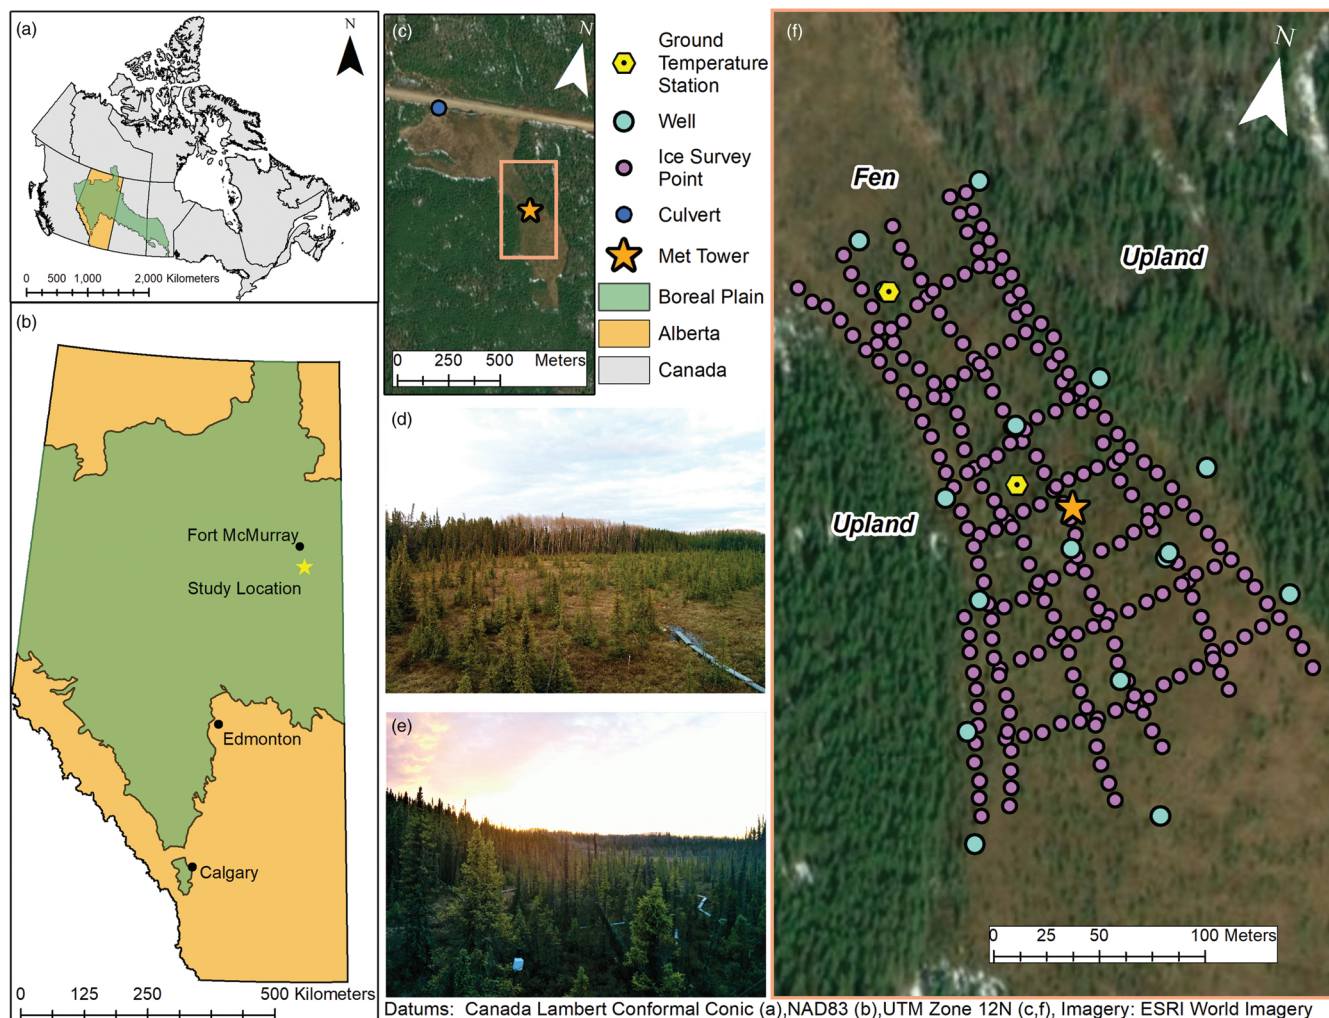 (a)
N
0 500 1,000 2,000 Kilometers
(b)
Fort McMurray
Study Location
Edmonton
Calgary
0 125 250 500 Kilometers
(c)
N
0 250 500 Meters
Ground
Temperature
Station
Well
Ice Survey
Point
Culvert
Met Tower
Boreal Plain
Alberta
Canada
(d)
(e)
(f)
N
Fen
Upland
Upland
0 25 50 100 Meters
Datums: Canada Lambert Conformal Conic (a),NAD83 (b),UTM Zone 12N (c,f), Imagery: ESRI World Imagery